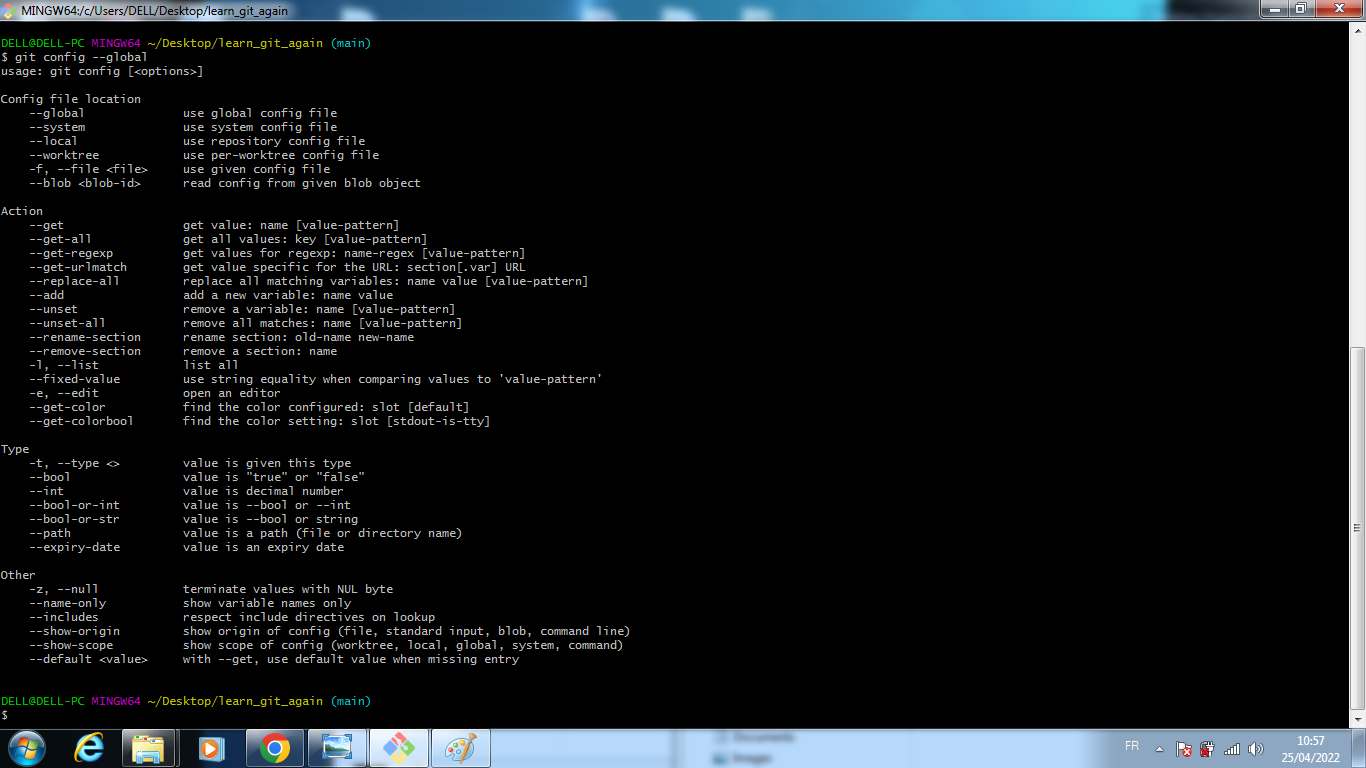 MINGW64:/c/Users/DELL/Desktop/learn_git_again
DELL@DELL-PC MINGW64 ~/Desktop/learn_git_again (main)
$ git config --global
usage: git config [<options>]
Config file location
--global use global config file
--system use system config file
--local use repository config file
--worktree use per-worktree config file
-f, --file <file> use given config file
--blob <blob-id> read config from given blob object
Action
--get get value: name [value-pattern]
--get-all get all values: key [value-pattern]
--get-regexp get values for regexp: name-regex [value-pattern]
--get-urlmatch get value specific for the URL: section[.var] URL
--replace-all replace all matching variables: name value [value-pattern]
--add add a new variable: name value
--unset remove a variable: name [value-pattern]
--unset-all remove all matches: name [value-pattern]
--rename-section rename section: old-name new-name
--remove-section remove a section: name
-l, --list list all
--fixed-value use string equality when comparing values to 'value-pattern'
-e, --edit open an editor
--get-color find the color configured: slot [default]
--get-colorbool find the color setting: slot [stdout-is-tty]
Type
-t, --type <> value is given this type
--bool value is "true" or "false"
--int value is decimal number
--bool-or-int value is --bool or --int
--bool-or-str value is --bool or string
--path value is a path (file or directory name)
--expiry-date value is an expiry date
Other
-z, --null terminate values with NUL byte
--name-only show variable names only
--includes respect include directives on lookup
--show-origin show origin of config (file, standard input, blob, command line)
--show-scope show scope of config (worktree, local, global, system, command)
--default <value> with --get, use default value when missing entry
DELL@DELL-PC MINGW64 ~/Desktop/learn_git_again (main)
$
Documents
Images
FR
10:57
25/04/2022